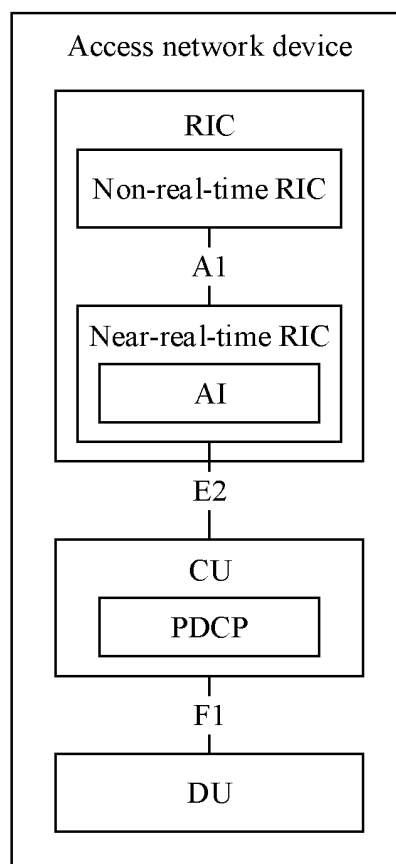 Access network device
RIC
Non-real-time RIC
A1
Near-real-time RIC
AI
E2
CU
PDCP
F1
DU